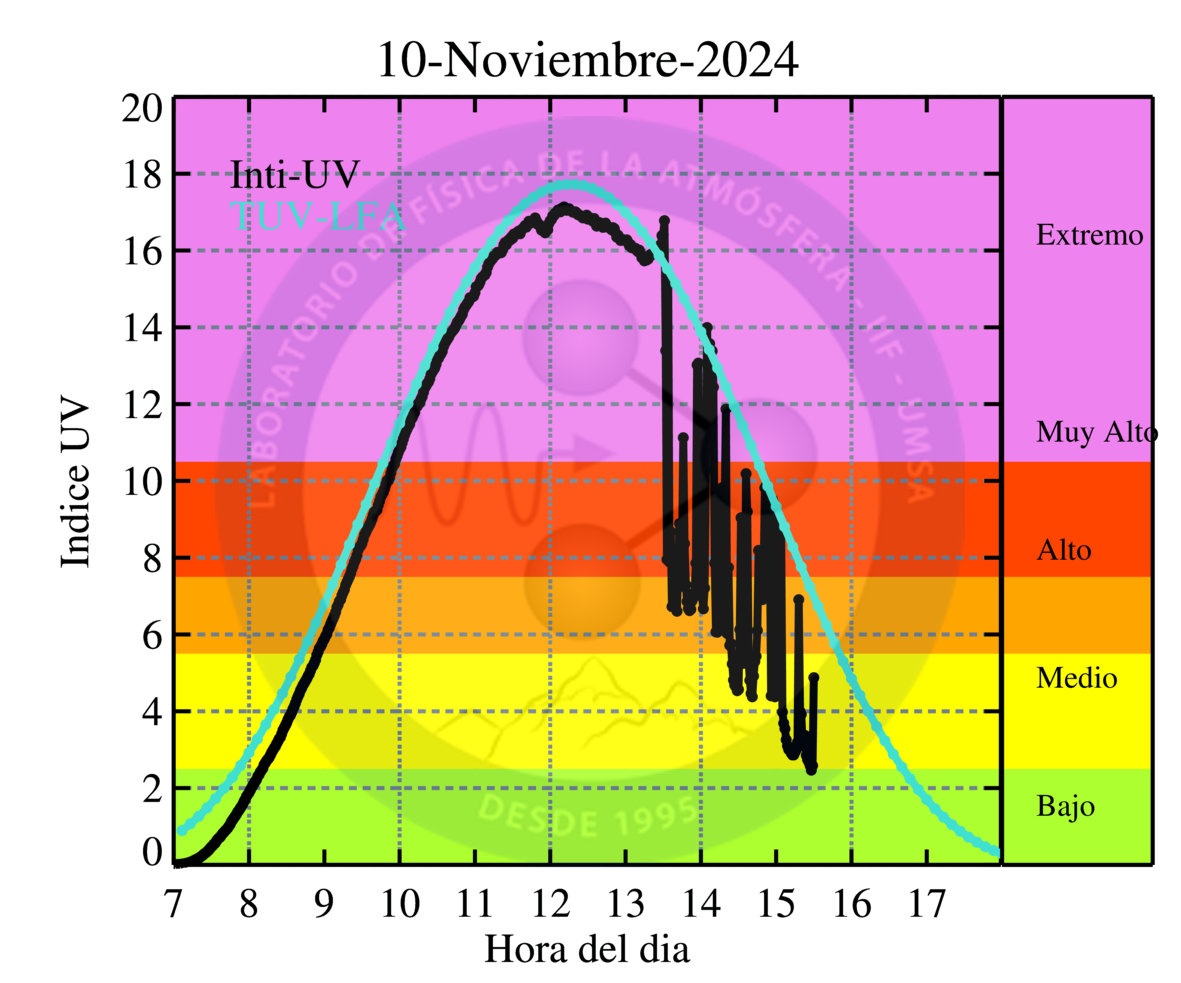 10-Noviembre-2024
20
18
16
14
12
10
8
6
4
2
0
Indice UV
Inti-UV
TUV-LFA
LABORATORIO DE FÍSICA DE LA ATMÓSFERA - IIF - UMSA
DESDE 1995
Extremo
Muy Alto
Alto
Medio
Bajo
7 8 9 10 11 12 13 14 15 16 17
Hora del dia